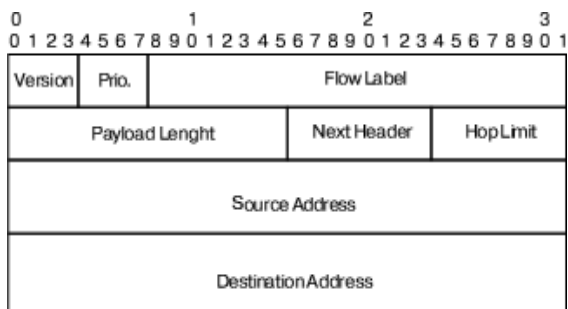 0 1 2 3
0 1 2 3 4 5 6 7 8 9 0 1 2 3 4 5 6 7 8 9 0 1 2 3 4 5 6 7 8 9 0 1
Version Prio. Flow Label
Payload Lenght Next Header Hop Limit
Source Address
Destination Address